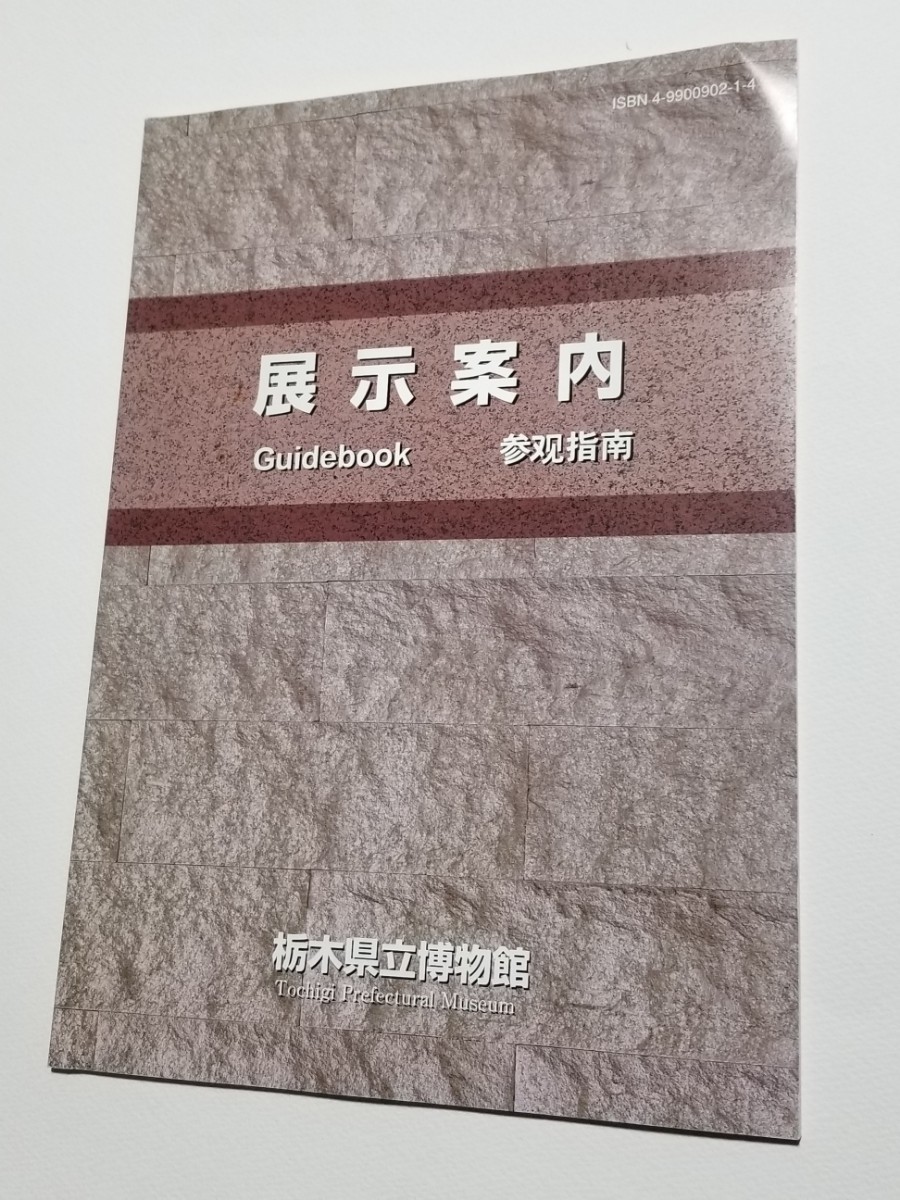 ISBN 4-9900902-1-4
展示案内
Guidebook 参观指南
栃木県立博物館
Tochigi Prefectural Museum